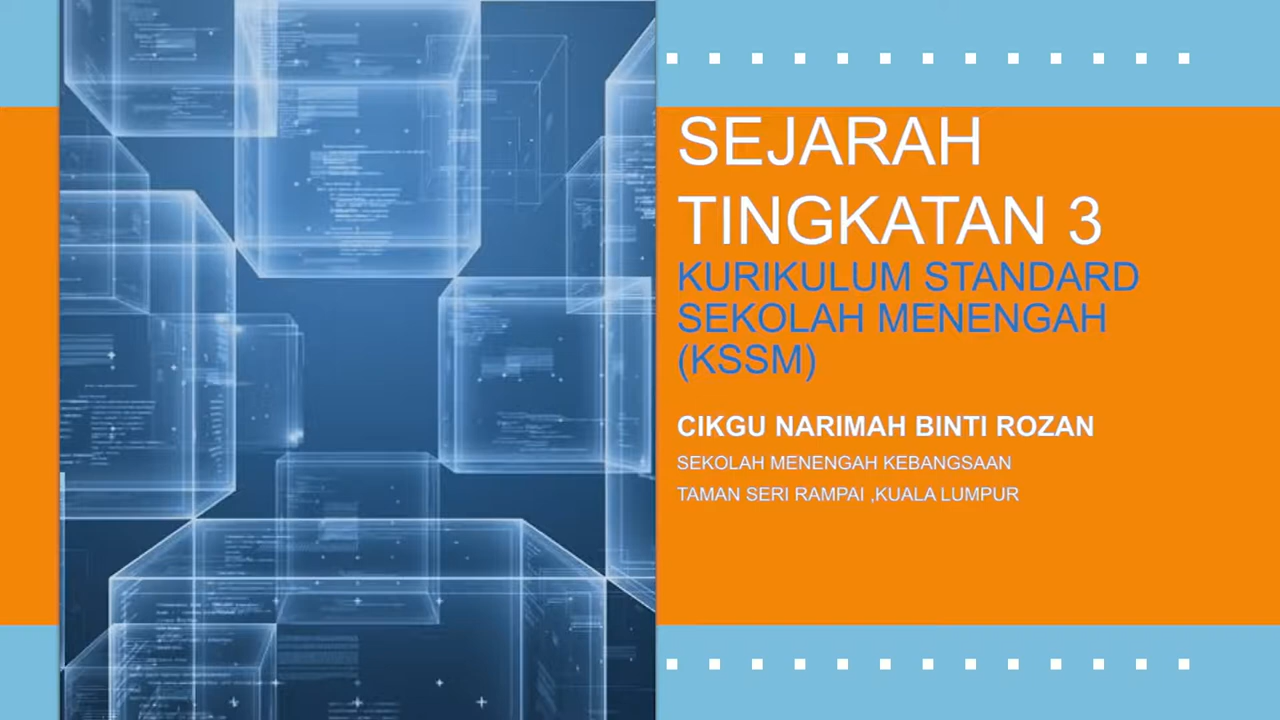 SEJARAH
TINGKATAN 3
KURIKULUM STANDARD
SEKOLAH MENENGAH
(KSSM)
CIKGU NARIMAH BINTI ROZAN
SEKOLAH MENENGAH KEBANGSAAN
TAMAN SERI RAMPAI ,KUALA LUMPUR